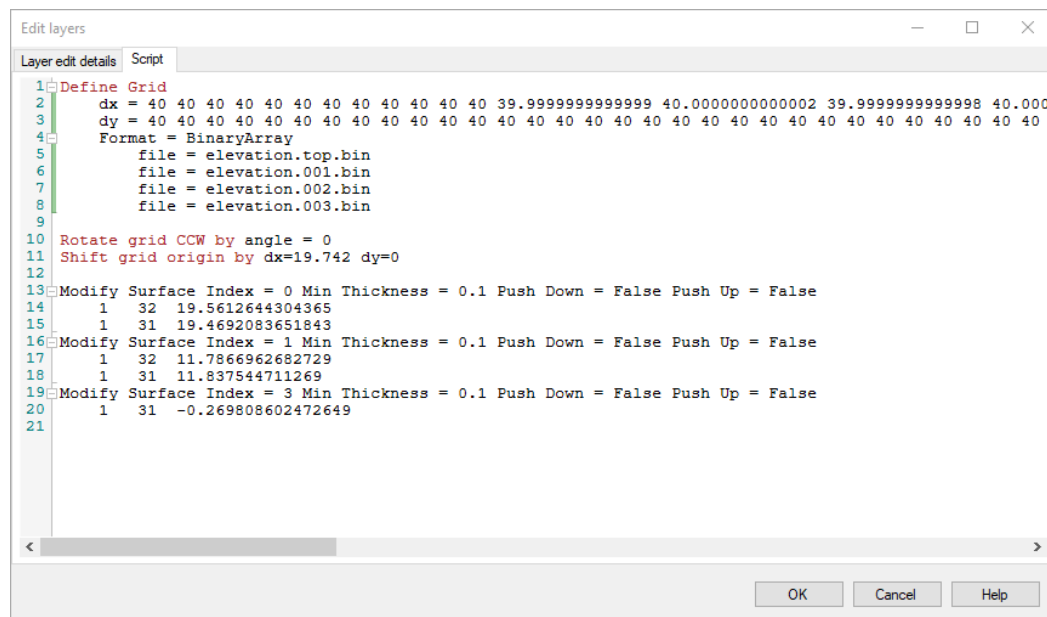 Edit layers
Layer edit details Script
1 Define Grid
2 dx = 40 40 40 40 40 40 40 40 40 40 40 40 39.9999999999999 40.0000000000002 39.9999999999998 40.000
3 dy = 40 40 40 40 40 40 40 40 40 40 40 40 40 40 40 40 40 40 40 40 40 40 40 40 40 40 40 40 40 40 40
4 Format = BinaryArray
5 file = elevation.top.bin
6 file = elevation.001.bin
7 file = elevation.002.bin
8 file = elevation.003.bin
9
10 Rotate grid CCW by angle = 0
11 Shift grid origin by dx=19.742 dy=0
12
13 Modify Surface Index = 0 Min Thickness = 0.1 Push Down = False Push Up = False
14 1 32 19.5612644304365
15 1 31 19.4692083651843
16 Modify Surface Index = 1 Min Thickness = 0.1 Push Down = False Push Up = False
17 1 32 11.7866962682729
18 1 31 11.837544711269
19 Modify Surface Index = 3 Min Thickness = 0.1 Push Down = False Push Up = False
20 1 31 -0.269808602472649
21
OK Cancel Help